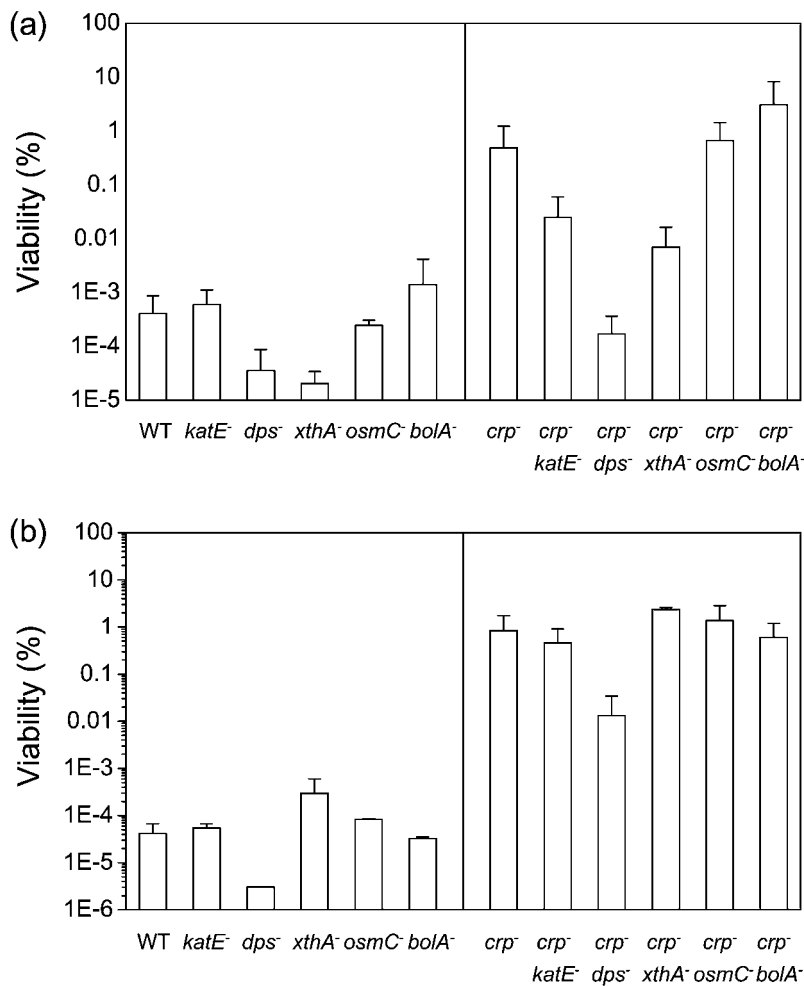 (a)
Viability (%)
100
10
1
0.1
0.01
1E-3
1E-4
1E-5
WT katE- dps- xthA- osmC- bolA- crp- crp- crp- crp- crp- crp-
katE- dps- xthA- osmC- bolA-
(b)
Viability (%)
100
10
1
0.1
0.01
1E-3
1E-4
1E-5
1E-6
WT katE- dps- xthA- osmC- bolA- crp- crp- crp- crp- crp- crp-
katE- dps- xthA- osmC- bolA-